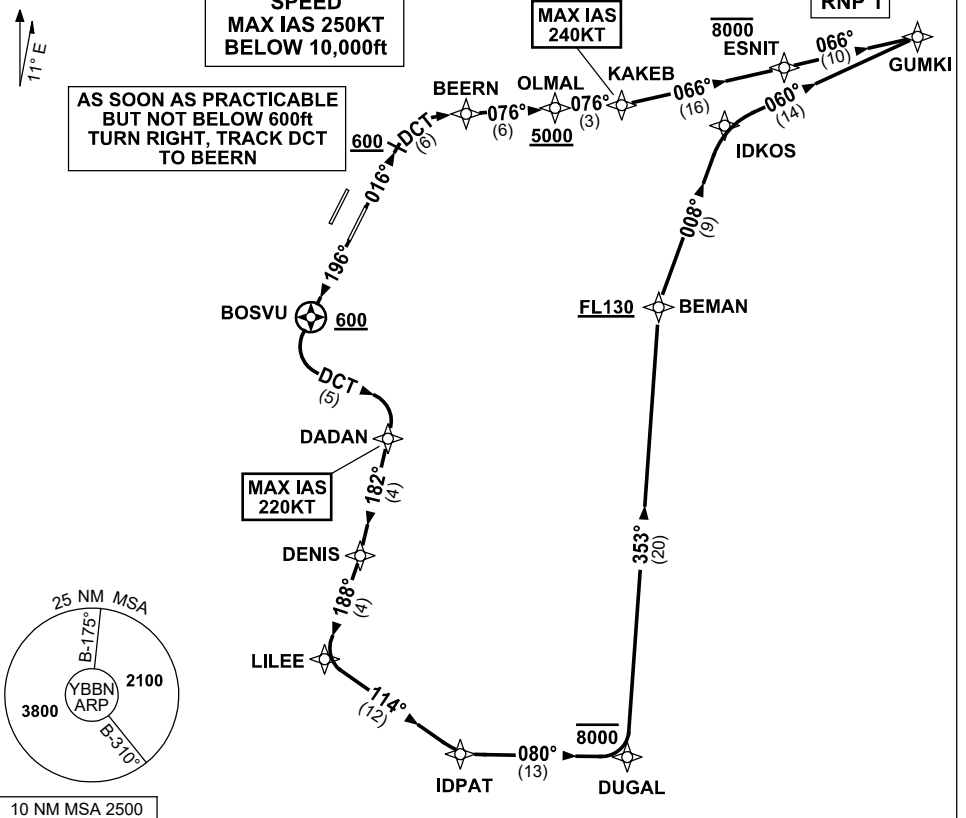 SPEED
MAX IAS 250KT
BELOW 10,000ft
MAX IAS
240KT
RNP 1
11° E
8000
ESNIT
066°
(10)
GUMKI
AS SOON AS PRACTICABLE
BUT NOT BELOW 600ft
TURN RIGHT, TRACK DCT
TO BEERN
BEERN
OLMAL
KAKEB
600
DCT
(6)
076°
(6)
5000
076°
(3)
066°
(16)
060°
(14)
IDKOS
016°
196°
008°
(9)
BOSVU
600
FL130
BEMAN
DCT
(5)
DADAN
MAX IAS
220KT
182°
(4)
DENIS
188°
(4)
353°
(20)
LILEE
114°
(12)
8000
080°
(13)
IDPAT
DUGAL
25 NM MSA
B-175°
2100
YBBN
ARP
3800
B-310°
10 NM MSA 2500